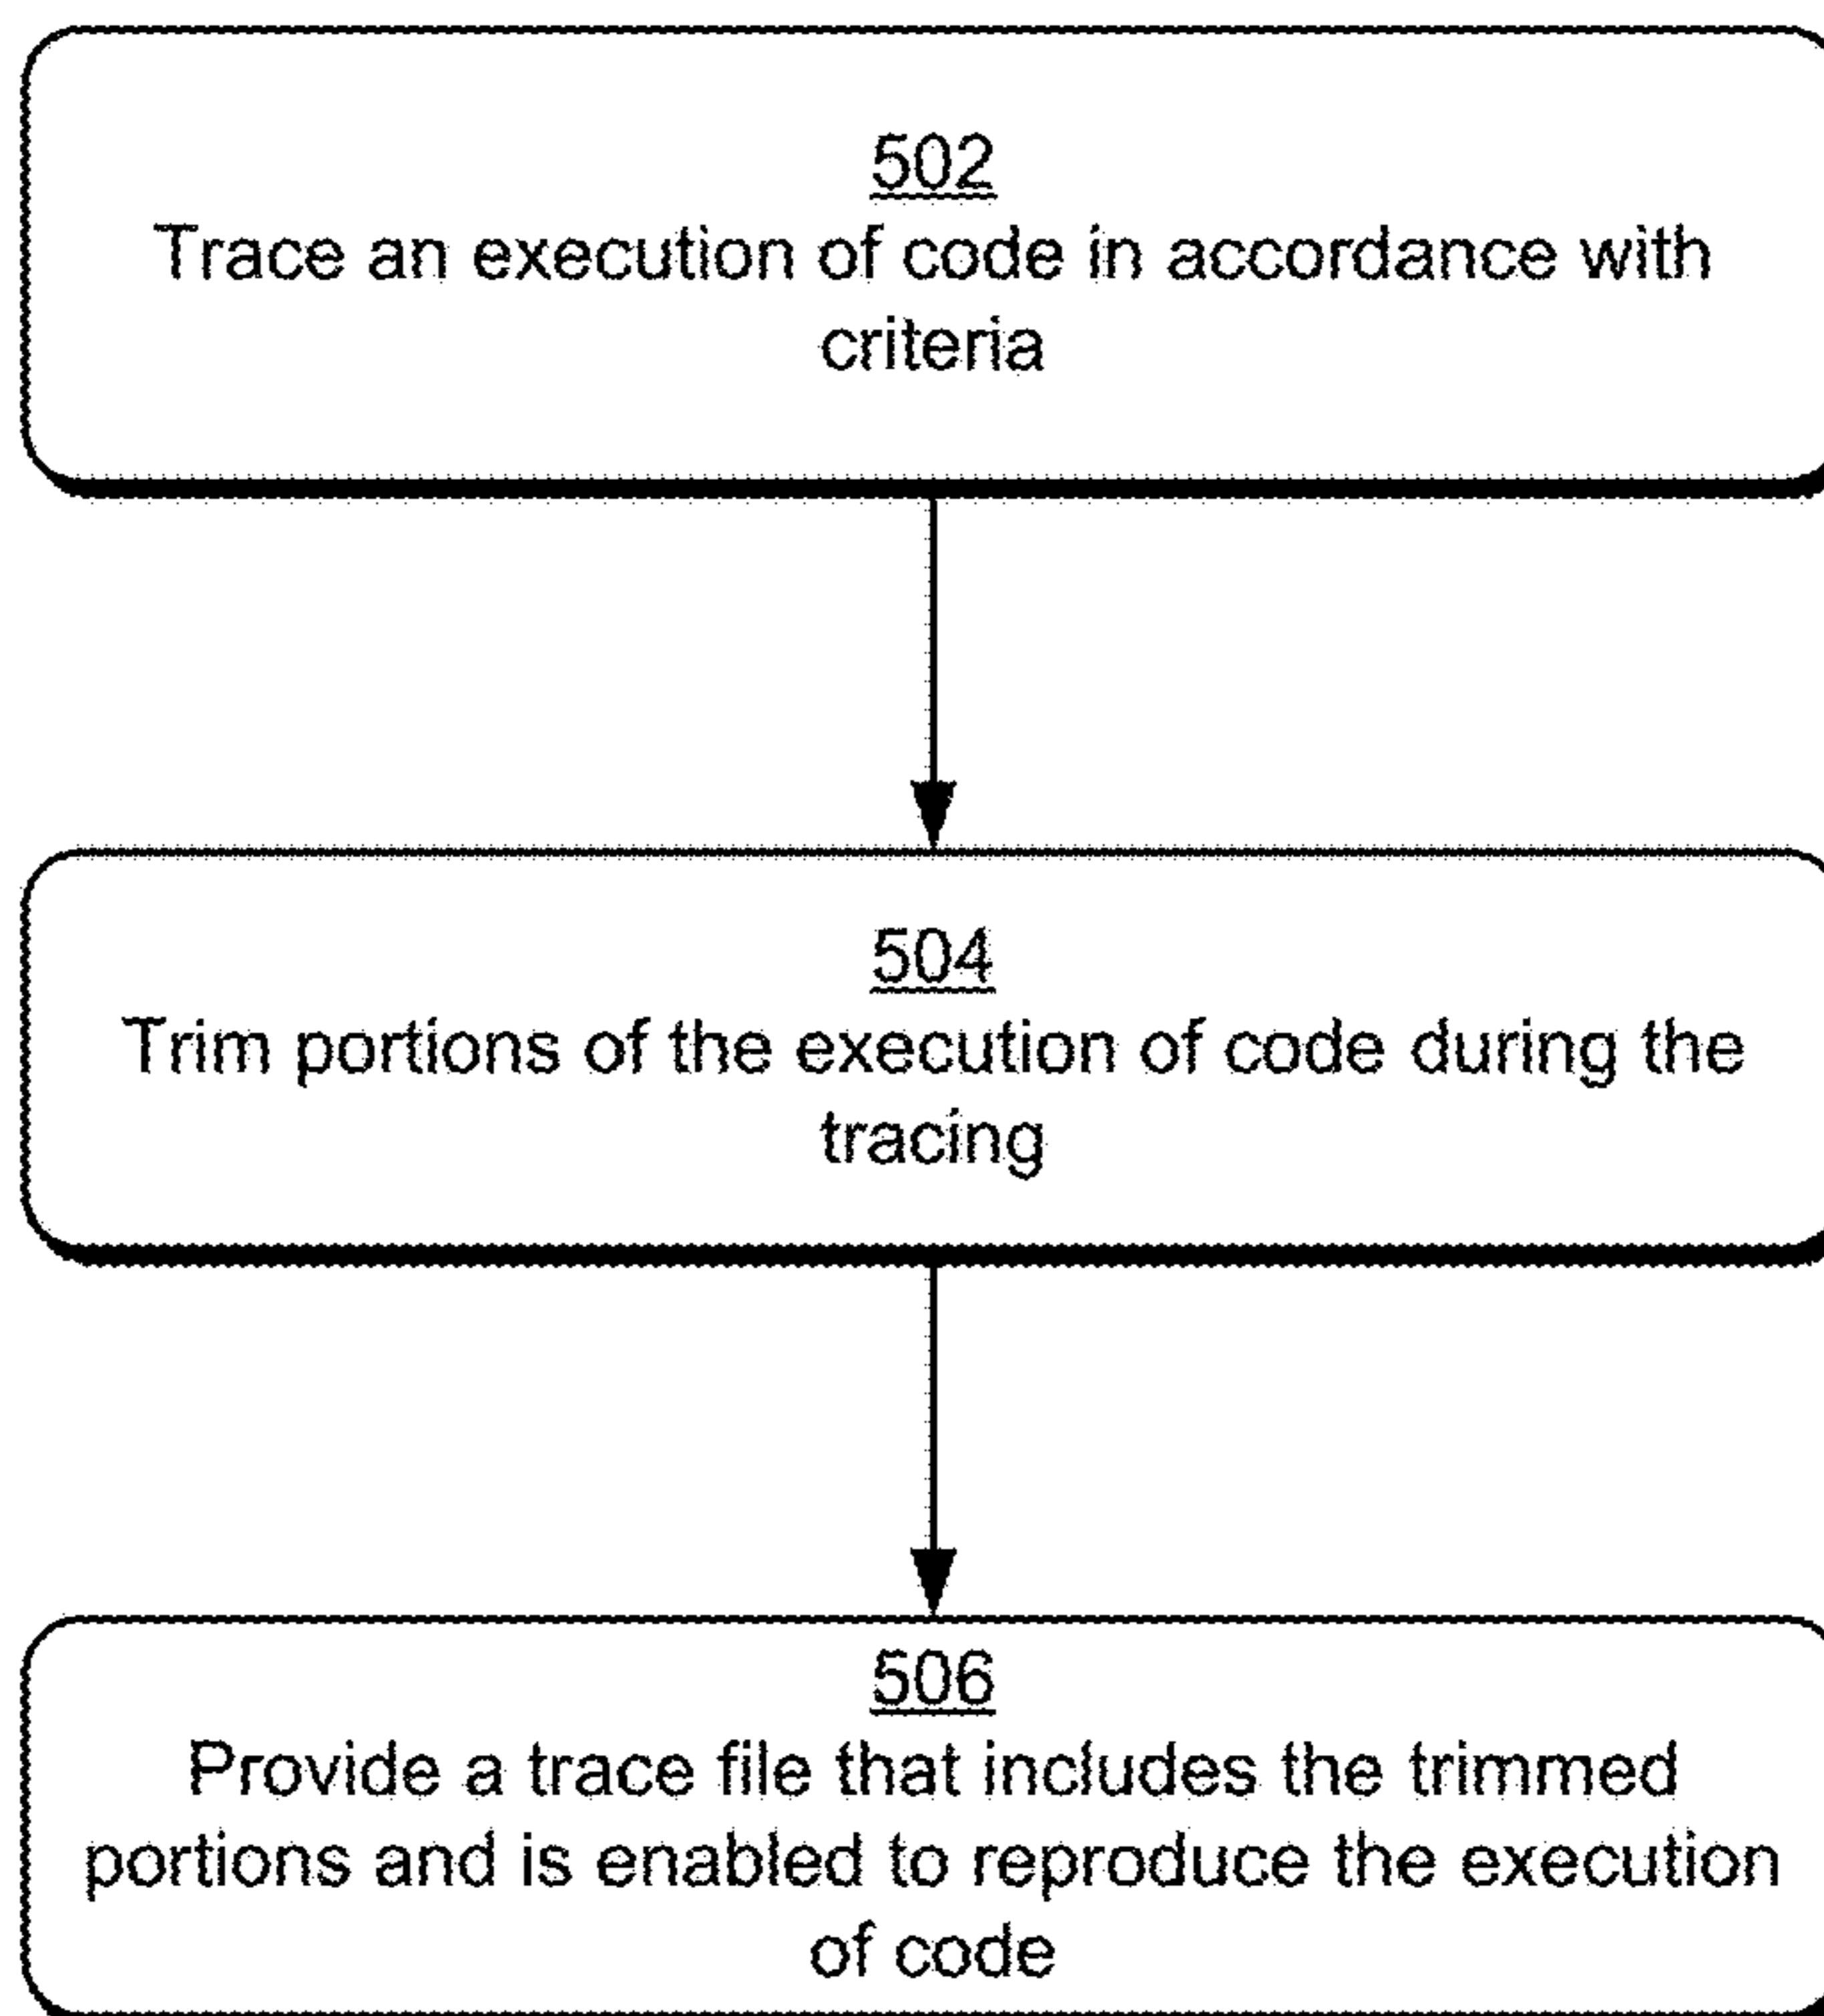 502
Trace an execution of code in accordance with
criteria
504
Trim portions of the execution of code during the
tracing
506
Provide a trace file that includes the trimmed
portions and is enabled to reproduce the execution
of code